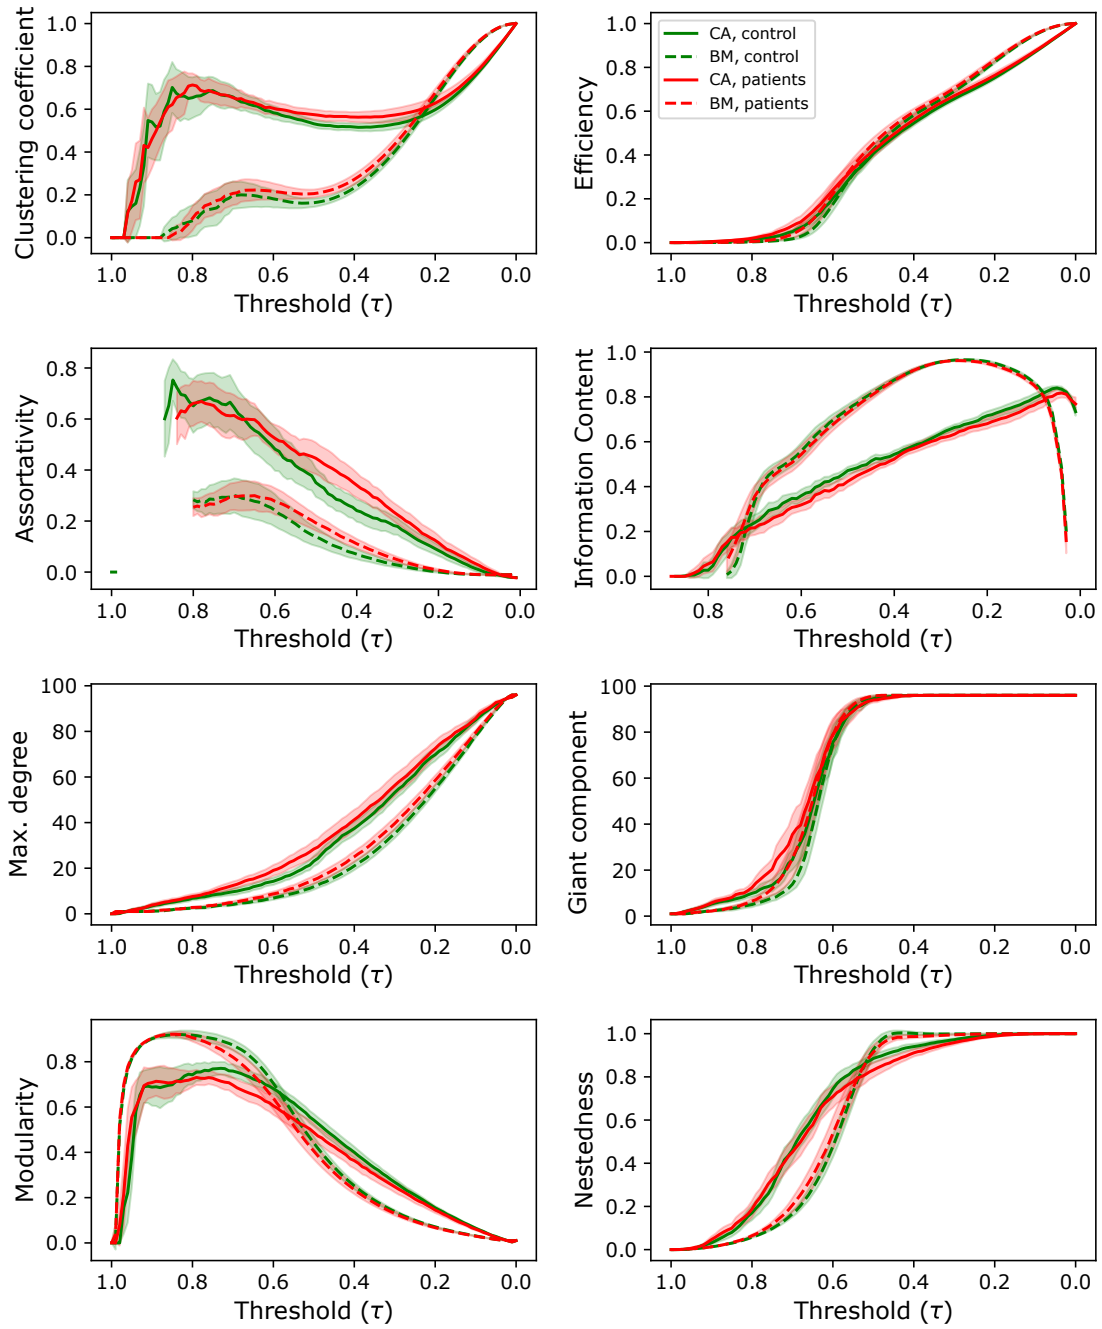 Clustering coefficient
1.0
0.8
0.6
0.4
0.2
0.0
1.0 0.8 0.6 0.4 0.2 0.0
Threshold (τ)
Efficiency
1.0
0.8
0.6
0.4
0.2
0.0
CA, control
BM, control
CA, patients
BM, patients
1.0 0.8 0.6 0.4 0.2 0.0
Threshold (τ)
Assortativity
0.8
0.6
0.4
0.2
0.0
1.0 0.8 0.6 0.4 0.2 0.0
Threshold (τ)
Information Content
1.0
0.8
0.6
0.4
0.2
0.0
0.8 0.6 0.4 0.2 0.0
Threshold (τ)
Max. degree
100
80
60
40
20
0
1.0 0.8 0.6 0.4 0.2 0.0
Threshold (τ)
Giant component
100
80
60
40
20
0
1.0 0.8 0.6 0.4 0.2 0.0
Threshold (τ)
Modularity
0.8
0.6
0.4
0.2
0.0
1.0 0.8 0.6 0.4 0.2 0.0
Threshold (τ)
Nestedness
1.0
0.8
0.6
0.4
0.2
0.0
1.0 0.8 0.6 0.4 0.2 0.0
Threshold (τ)